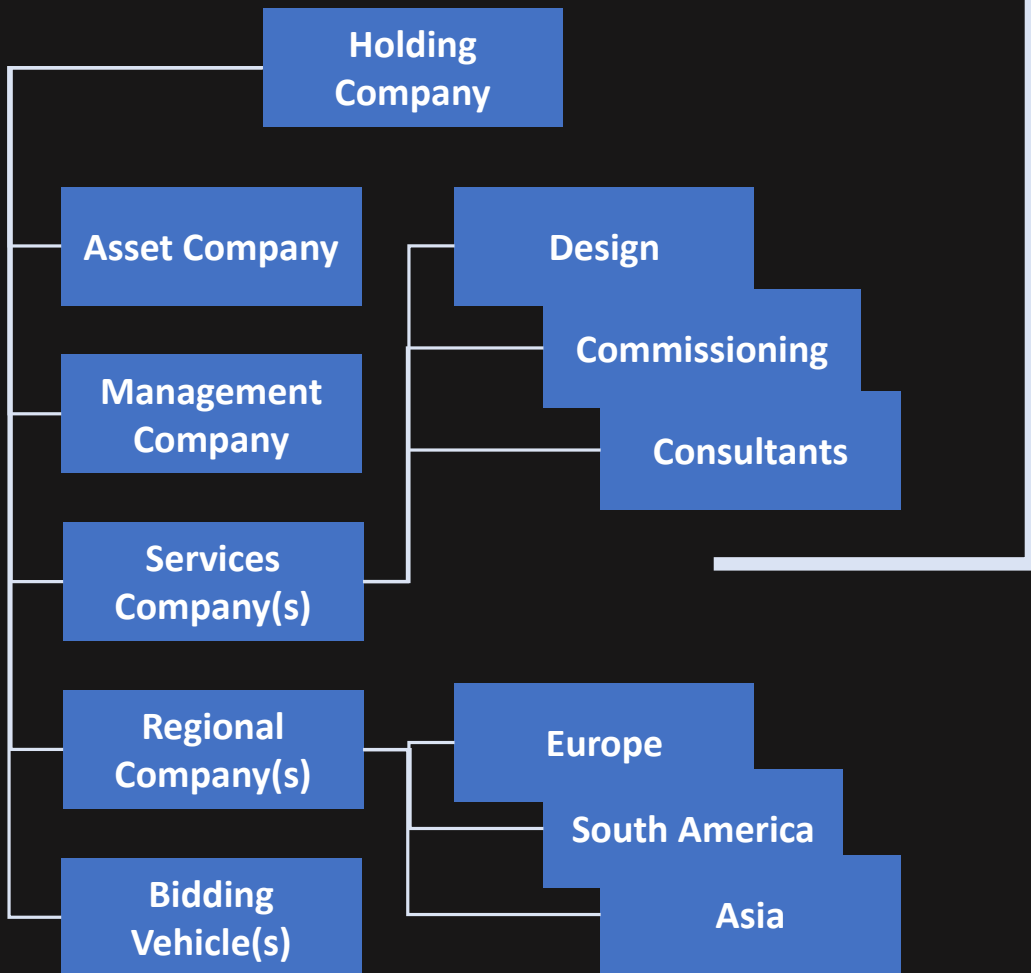 Holding
Company
Asset Company
Design
Commissioning
Management
Company
Consultants
Services
Company(s)
Regional
Company(s)
Europe
South America
Asia
Bidding
Vehicle(s)